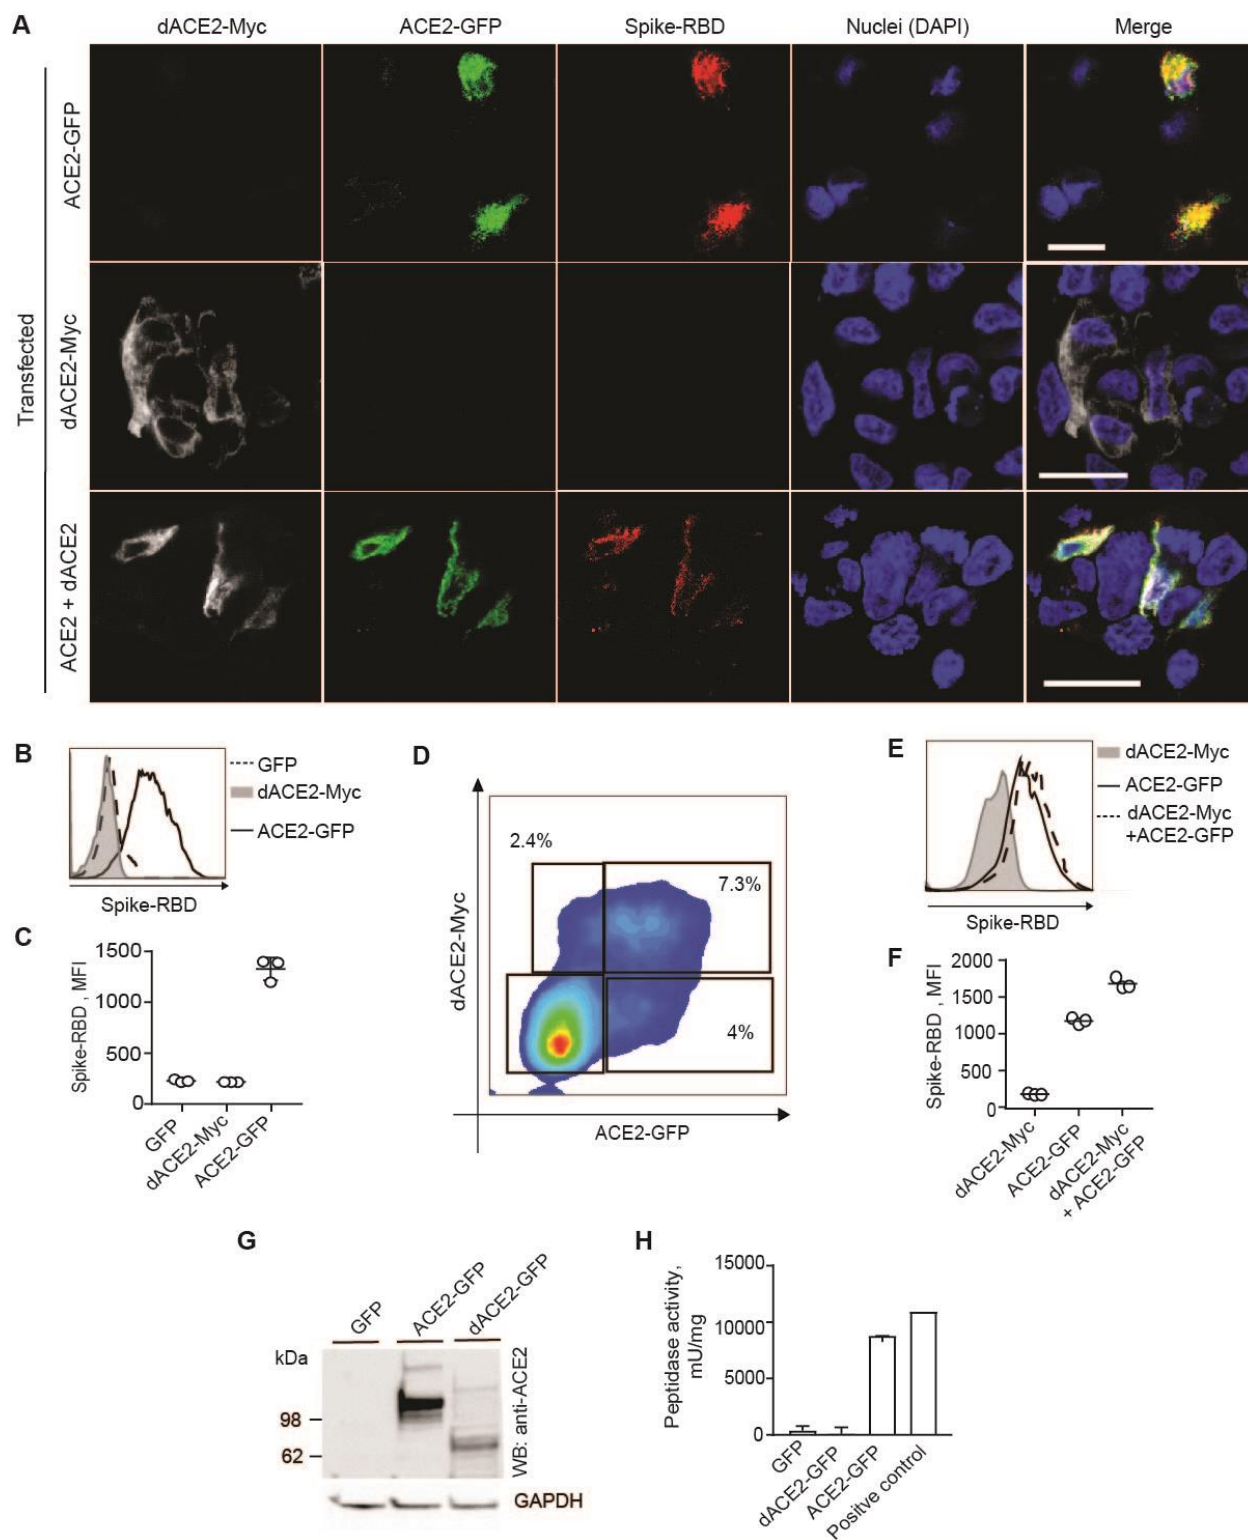 A
dACE2-Myc
ACE2-GFP
Spike-RBD
Nuclei (DAPI)
Merge
Transfected
ACE2-GFP
dACE2-Myc
ACE2 + dACE2
B
GFP
dACE2-Myc
ACE2-GFP
Spike-RBD
C
Spike-RBD , MFI
1500
1000
500
0
GFP
dACE2-Myc
ACE2-GFP
D
dACE2-Myc
2.4%
7.3%
4%
ACE2-GFP
E
dACE2-Myc
ACE2-GFP
dACE2-Myc
+ACE2-GFP
Spike-RBD
F
Spike-RBD , MFI
2000
1500
1000
500
0
dACE2-Myc
ACE2-GFP
dACE2-Myc
+ ACE2-GFP
G
GFP
ACE2-GFP
dACE2-GFP
kDa
98
62
WB: anti-ACE2
GAPDH
H
Peptidase activity,
mU/mg
15000
10000
5000
0
GFP
dACE2-GFP
ACE2-GFP
Positve control